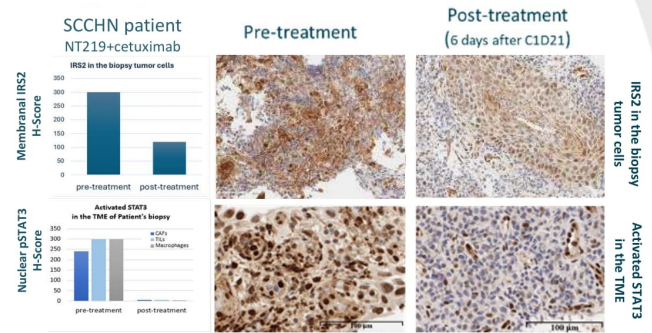 SCCHN patient
NT219+cetuximab
Pre-treatment
Post-treatment
(6 days after C1D21)
Membranal IRS2
H-Score
IRS2 in the biopsy tumor cells
350
300
250
200
150
100
50
0
pre-treatment
post-treatment
IRS2 in the biopsy
tumor cells
Nuclear pSTAT3
H-Score
Activated STAT3
in the TME of Patient's biopsy
350
300
250
200
150
100
50
0
CAFs
TILs
Macrophages
pre-treatment
post-treatment
100 µm
100 µm
Activated STAT3
in the TME